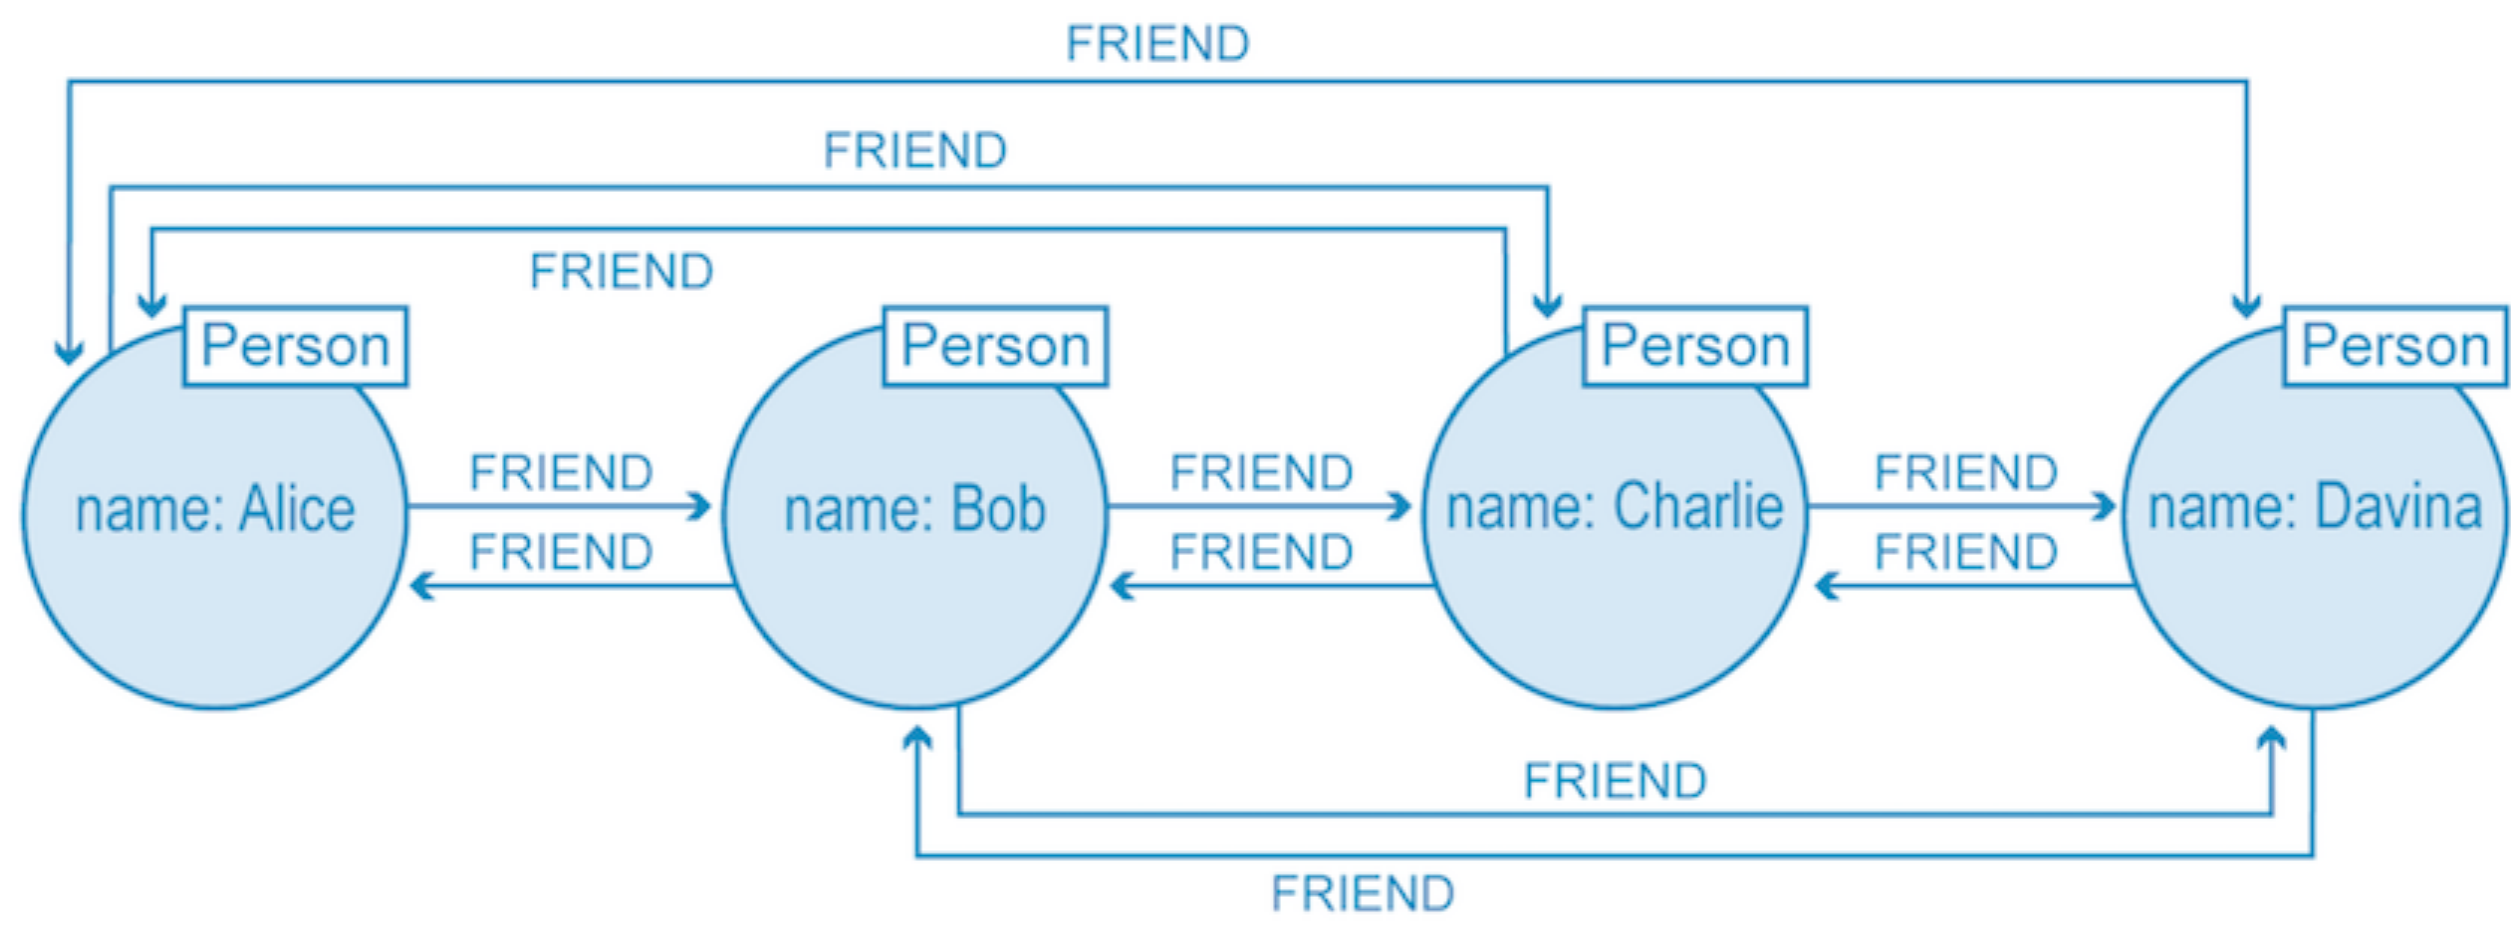 FRIEND
FRIEND
FRIEND
Person
Person
Person
Person
FRIEND
FRIEND
FRIEND
name: Alice
name: Bob
name: Charlie
name: Davina
FRIEND
FRIEND
FRIEND
FRIEND
FRIEND